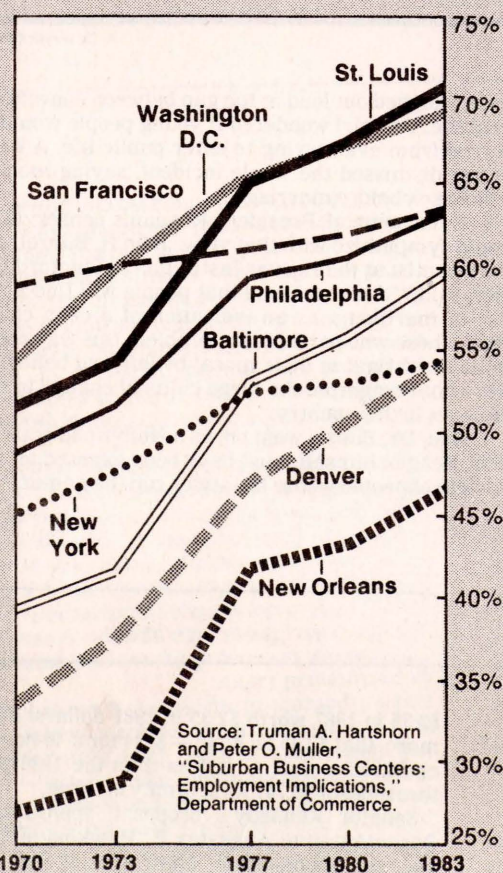 75%
St. Louis
70%
Washington
D.C.
San Francisco
65%
60%
Philadelphia
Baltimore
55%
50%
Denver
New
York
45%
New Orleans
40%
35%
Source: Truman A. Hartshorn
and Peter O. Muller,
"Suburban Business Centers:
Employment Implications,"
Department of Commerce.
30%
25%
1970 1973 1977 1980 1983